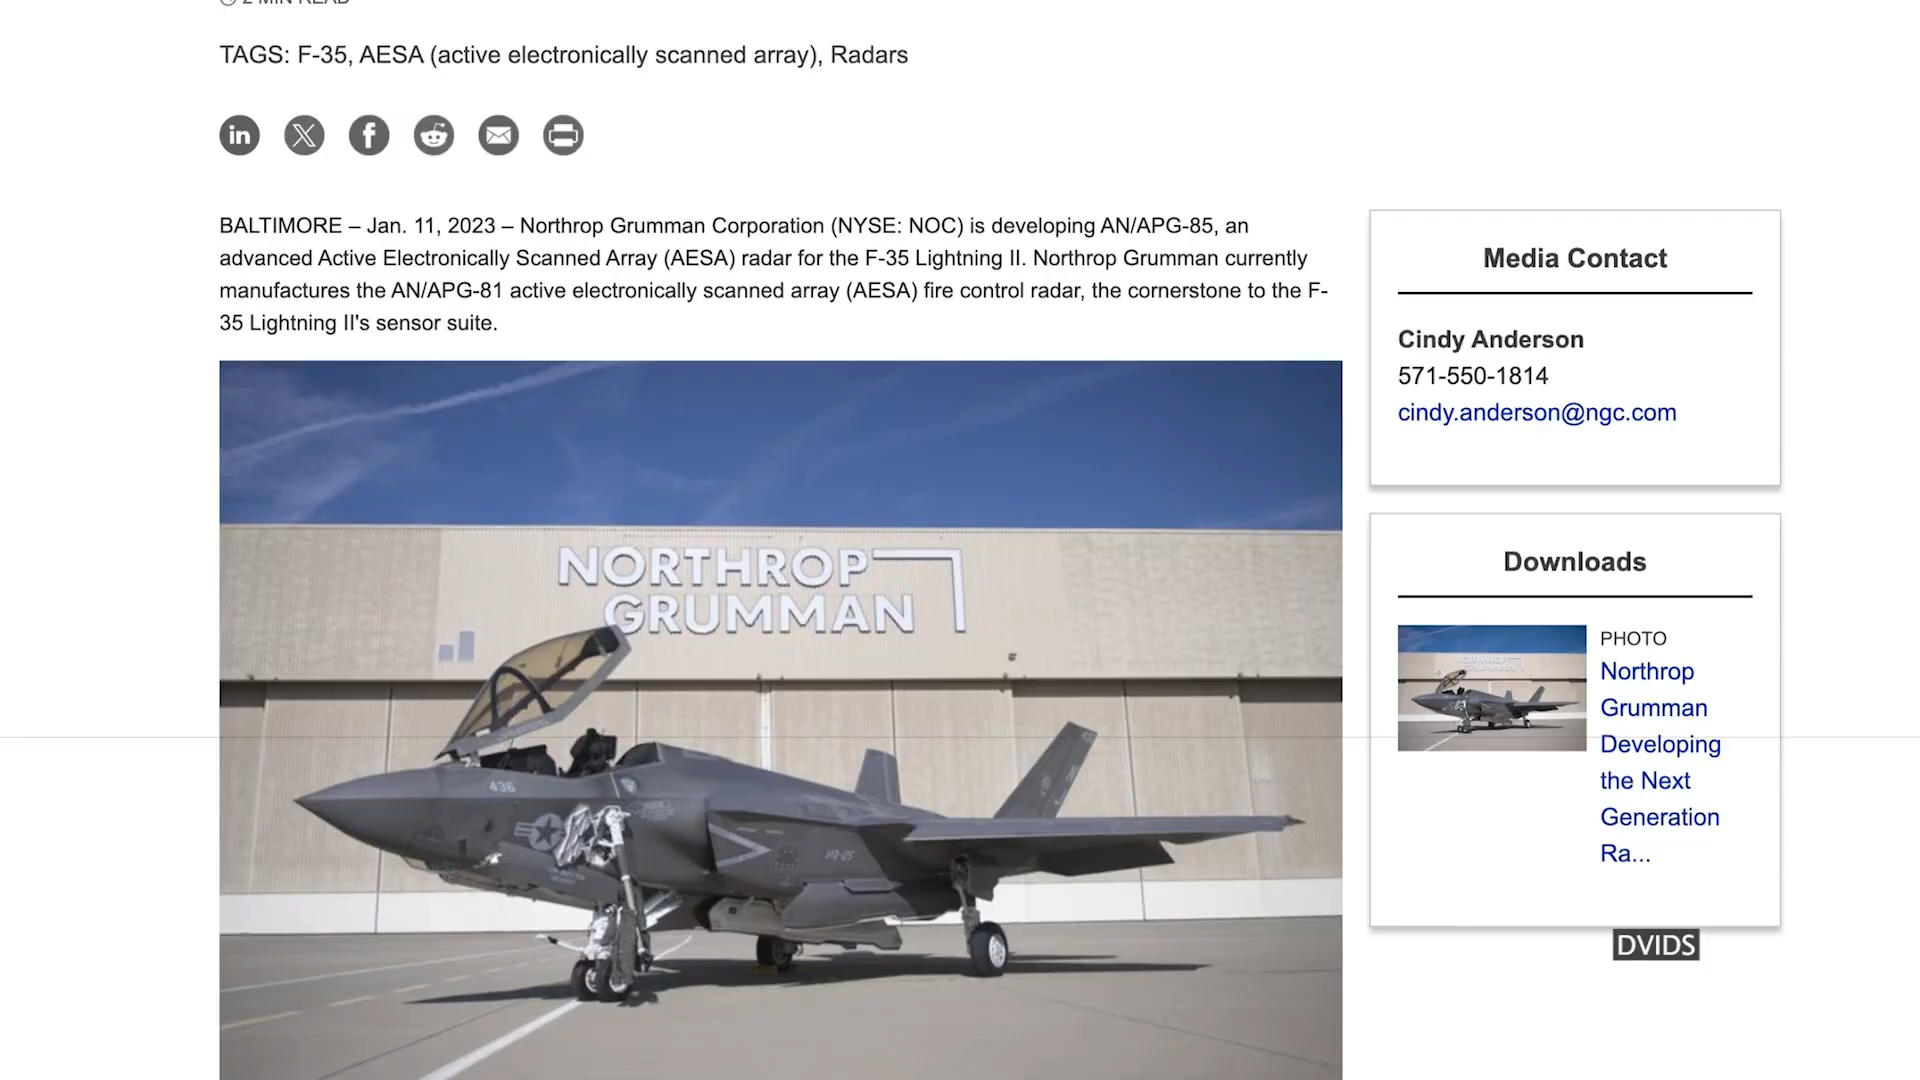 2 MIN READ
TAGS: F-35, AESA (active electronically scanned array), Radars
BALTIMORE – Jan. 11, 2023 – Northrop Grumman Corporation (NYSE: NOC) is developing AN/APG-85, an
advanced Active Electronically Scanned Array (AESA) radar for the F-35 Lightning II. Northrop Grumman currently
manufactures the AN/APG-81 active electronically scanned array (AESA) fire control radar, the cornerstone to the F-
35 Lightning II's sensor suite.
NORTHROP
GRUMMAN
436
Media Contact
Cindy Anderson
571-550-1814
cindy.anderson@ngc.com
Downloads
PHOTO
Northrop
Grumman
Developing
the Next
Generation
Ra...
DVIDS